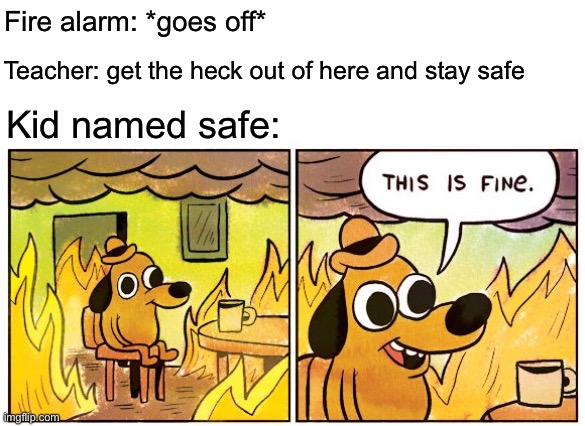 Fire alarm: *goes off*
Teacher: get the heck out of here and stay safe
Kid named safe:
THIS IS FINE.
imgflip.com